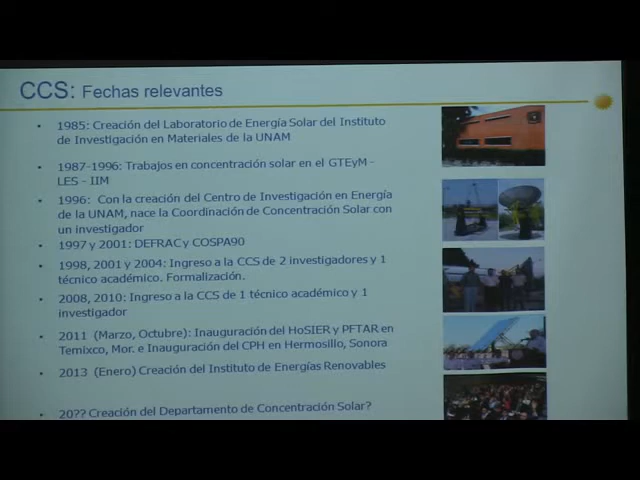 CCS: Fechas relevantes
• 1985: Creación del Laboratorio de Energía Solar del Instituto
de Investigación en Materiales de la UNAM
• 1987-1996: Trabajos en concentración solar en el GTEyM -
LES - IIM
• 1996: Con la creación del Centro de Investigación en Energía
de la UNAM, nace la Coordinación de Concentración Solar con
un investigador
• 1997 y 2001: DEFRAC y COSPA90
• 1998, 2001 y 2004: Ingreso a la CCS de 2 investigadores y 1
técnico académico. Formalización.
• 2008, 2010: Ingreso a la CCS de 1 técnico académico y 1
investigador
• 2011 (Marzo, Octubre): Inauguración del HoSIER y PFTAR en
Temixco, Mor. e Inauguración del CPH en Hermosillo, Sonora
• 2013 (Enero) Creación del Instituto de Energías Renovables
• 20?? Creación del Departamento de Concentración Solar?